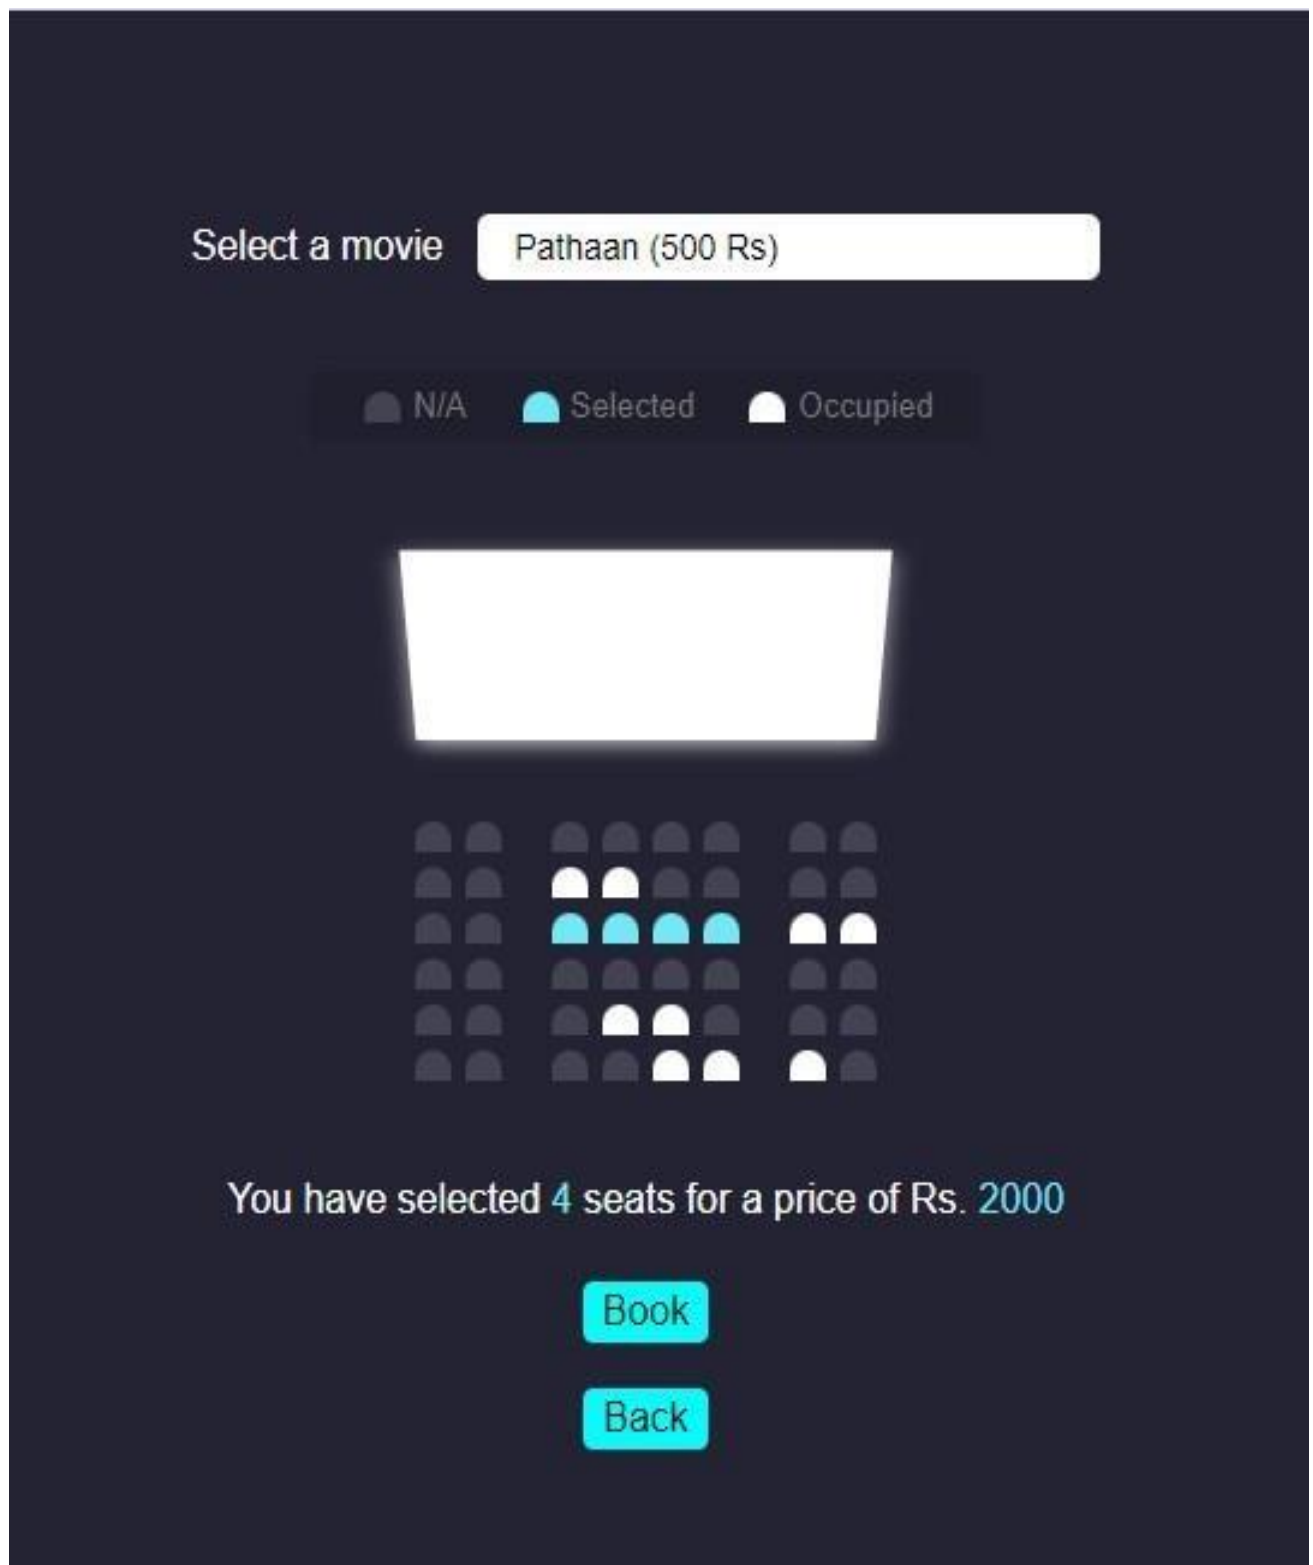 Select a movie Pathaan (500 Rs)
N/A Selected Occupied
You have selected 4 seats for a price of Rs. 2000
Book
Back